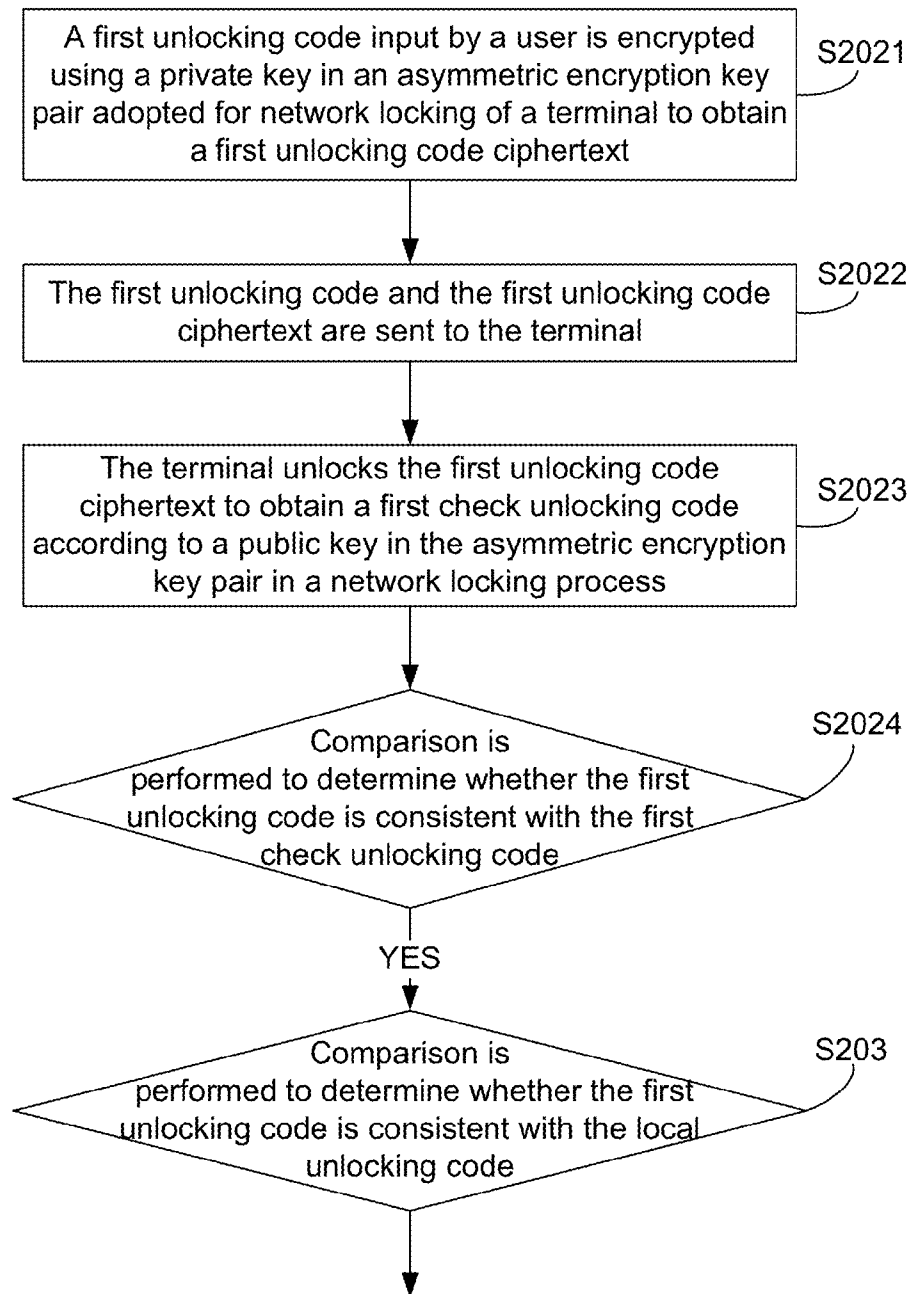 A first unlocking code input by a user is encrypted
using a private key in an asymmetric encryption key
pair adopted for network locking of a terminal to obtain
a first unlocking code ciphertext
S2021
The first unlocking code and the first unlocking code
ciphertext are sent to the terminal
S2022
The terminal unlocks the first unlocking code
ciphertext to obtain a first check unlocking code
according to a public key in the asymmetric encryption
key pair in a network locking process
S2023
Comparison is
performed to determine whether the first
unlocking code is consistent with the first
check unlocking code
S2024
YES
Comparison is
performed to determine whether the first
unlocking code is consistent with the local
unlocking code
S203